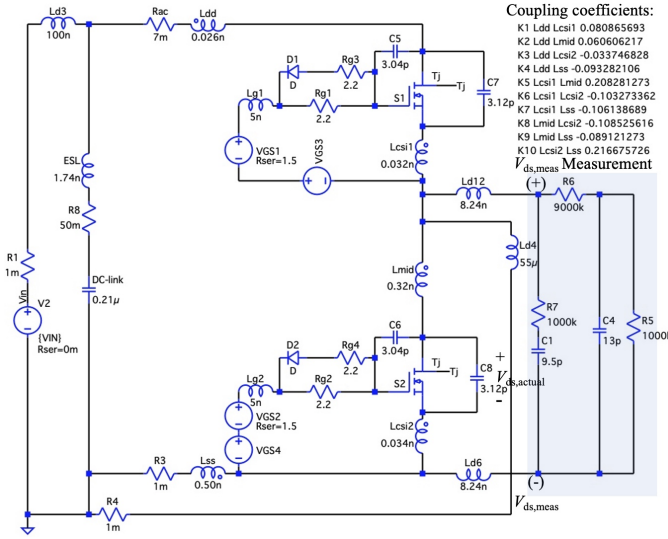 Coupling coefficients:
K1 Ldd Lcsi1 0.080865693
K2 Ldd Lmid 0.060606217
K3 Ldd Lcsi2 -0.033746828
K4 Ldd Lss -0.093282106
K5 Lcsi1 Lmid 0.208281273
K6 Lcsi1 Lcsi2 -0.103273362
K7 Lcsi1 Lss -0.106138689
K8 Lmid Lcsi2 -0.108525616
K9 Lmid Lss -0.089121273
K10 Lcsi2 Lss 0.216675726
Vds,meas Measurement
Ld3
100n
Rac
7m
Ldd
0.026n
C5
3.04p
D1
D
Rg3
2.2
Lg1
5n
Rg1
2.2
S1
Tj
Tj
C7
3.12p
VGS1
Rser=1.5
VGS3
Lcsi1
0.032n
ESL
1.74n
R8
50m
DC-link
0.21µ
R1
1m
Vin
V2
{VIN}
Rser=0m
Ld12
8.24n
(+)
R6
9000k
Ld4
55µ
Lmid
0.32n
R7
1000k
C1
9.5p
C4
13p
R5
1000
C6
3.04p
D2
D
Rg4
2.2
Lg2
5n
Rg2
2.2
S2
Tj
Tj
C8
3.12p
+
Vds,actual
-
VGS2
Rser=1.5
VGS4
Lcsi2
0.034n
R3
1m
Lss
0.50n
Ld6
8.24n
(-)
Vds,meas
R4
1m